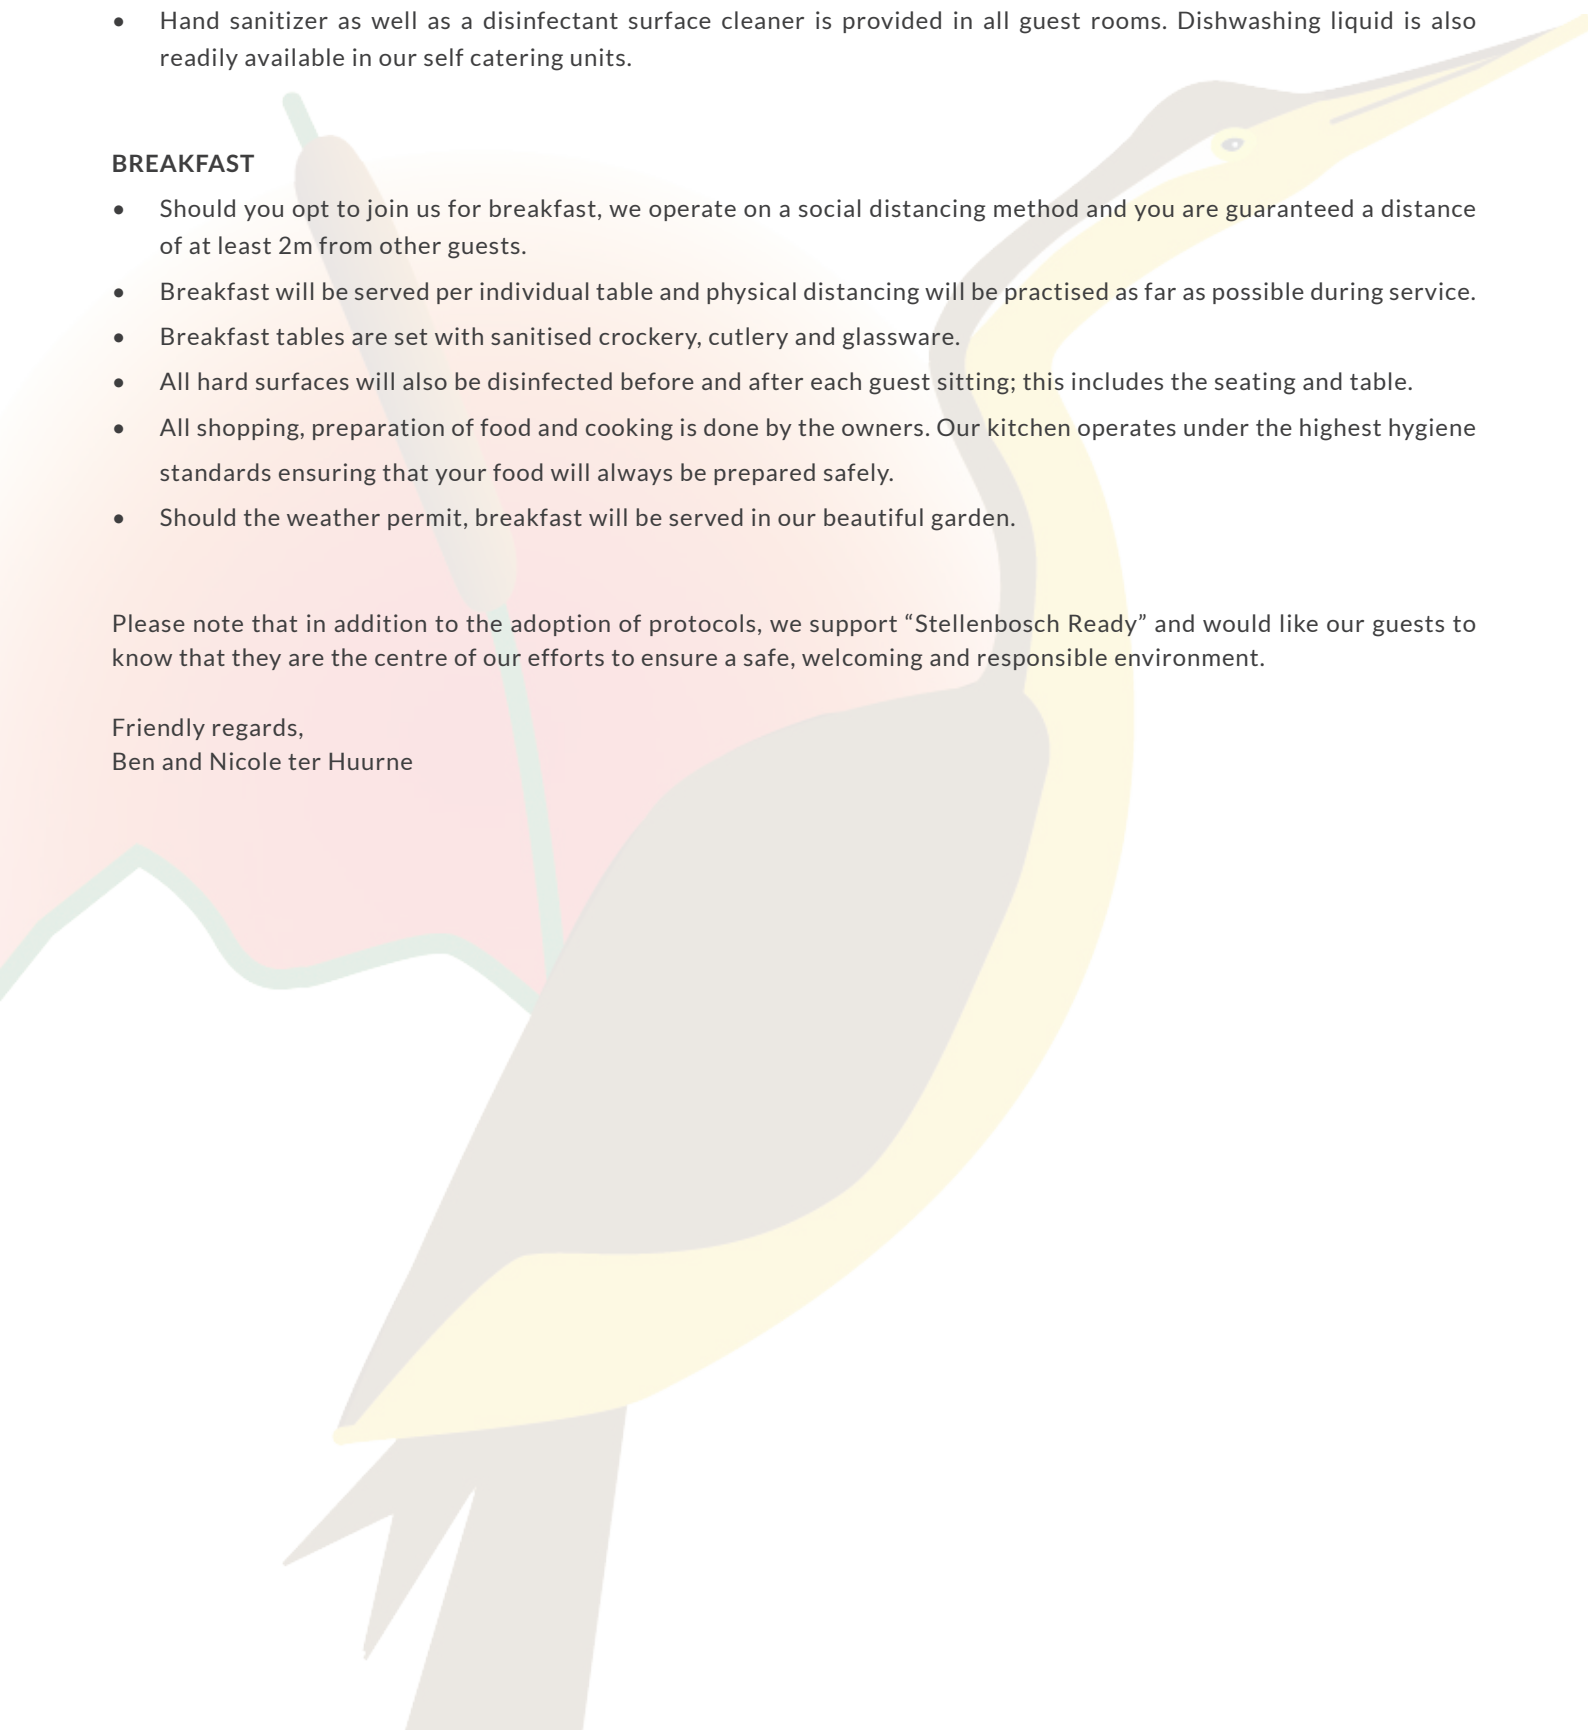 • Hand sanitizer as well as a disinfectant surface cleaner is provided in all guest rooms. Dishwashing liquid is also
readily available in our self catering units.
BREAKFAST
• Should you opt to join us for breakfast, we operate on a social distancing method and you are guaranteed a distance
of at least 2m from other guests.
• Breakfast will be served per individual table and physical distancing will be practised as far as possible during service.
• Breakfast tables are set with sanitised crockery, cutlery and glassware.
• All hard surfaces will also be disinfected before and after each guest sitting; this includes the seating and table.
• All shopping, preparation of food and cooking is done by the owners. Our kitchen operates under the highest hygiene
standards ensuring that your food will always be prepared safely.
• Should the weather permit, breakfast will be served in our beautiful garden.
Please note that in addition to the adoption of protocols, we support “Stellenbosch Ready” and would like our guests to
know that they are the centre of our efforts to ensure a safe, welcoming and responsible environment.
Friendly regards,
Ben and Nicole ter Huurne